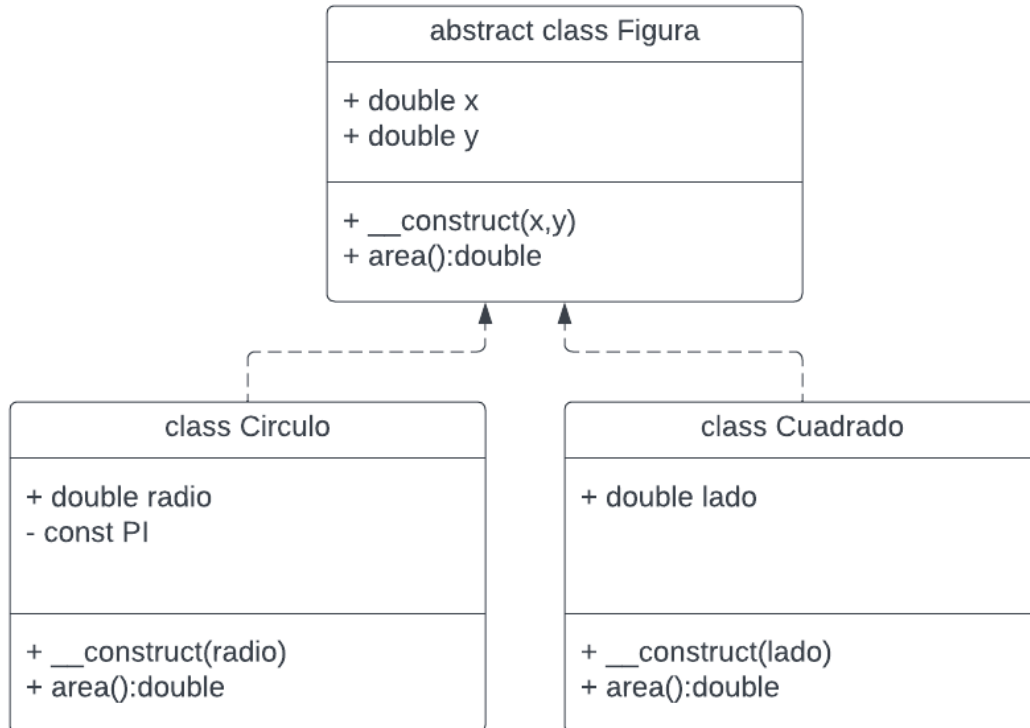 abstract class Figura
+ double x
+ double y
+ __construct(x,y)
+ area():double
class Circulo
+ double radio
- const PI
+ __construct(radio)
+ area():double
class Cuadrado
+ double lado
+ __construct(lado)
+ area():double